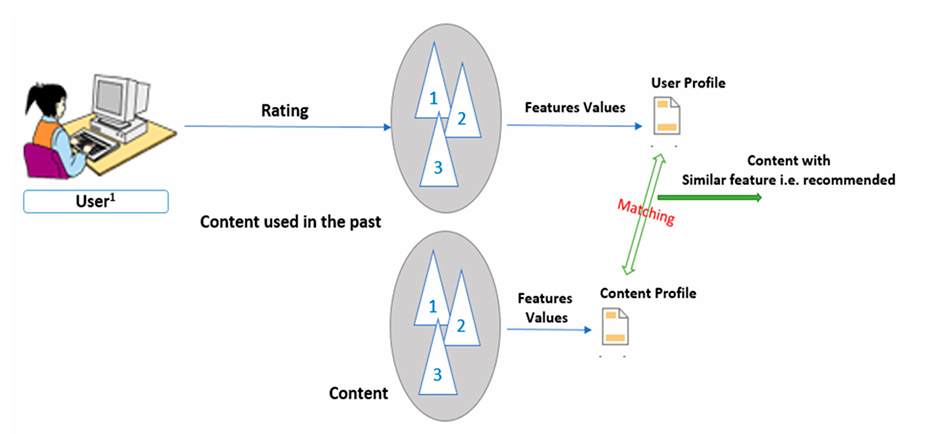 User¹
Rating
Content used in the past
1
2
3
Features Values
User Profile
Content with
Similar feature i.e. recommended
Matching
Content
1
2
3
Features
Values
Content Profile